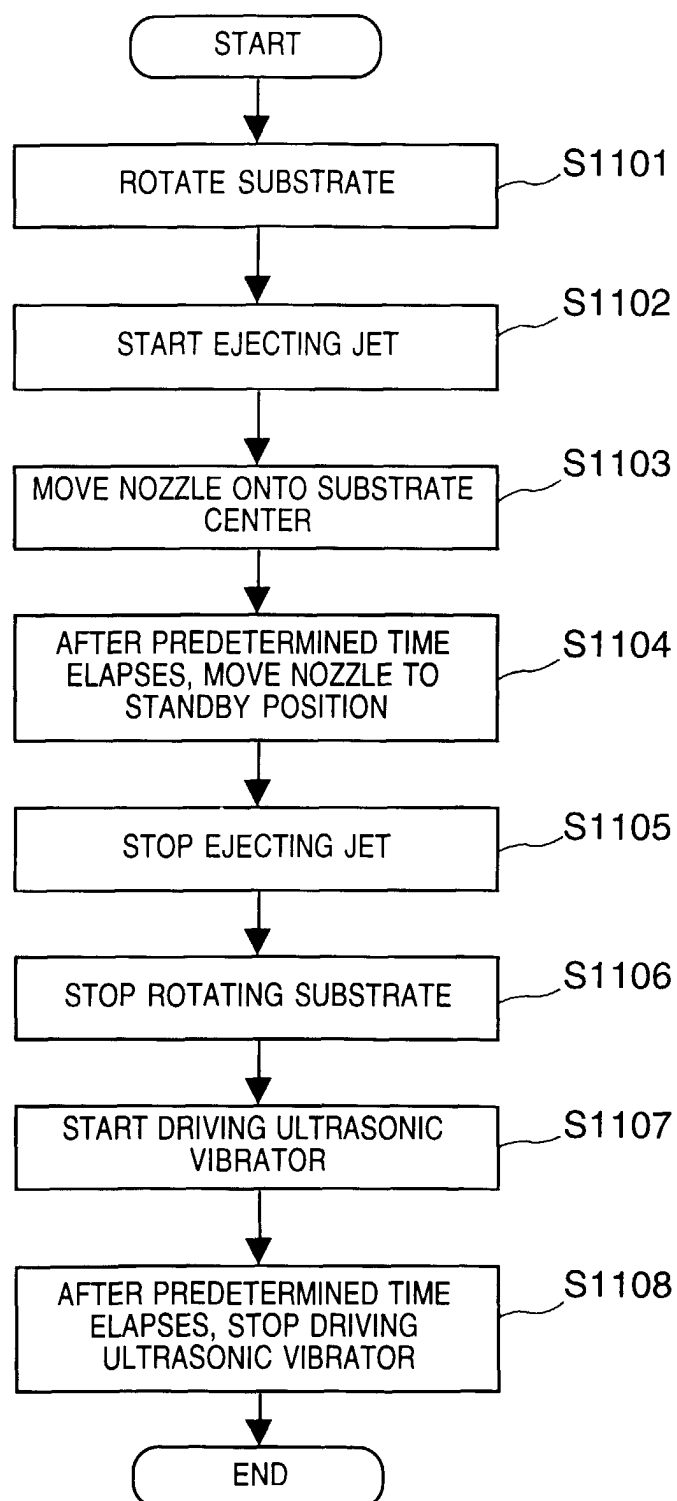 START
ROTATE SUBSTRATE
S1101
START EJECTING JET
S1102
MOVE NOZZLE ONTO SUBSTRATE
CENTER
S1103
AFTER PREDETERMINED TIME
ELAPSES, MOVE NOZZLE TO
STANDBY POSITION
S1104
STOP EJECTING JET
S1105
STOP ROTATING SUBSTRATE
S1106
START DRIVING ULTRASONIC
VIBRATOR
S1107
AFTER PREDETERMINED TIME
ELAPSES, STOP DRIVING
ULTRASONIC VIBRATOR
S1108
END